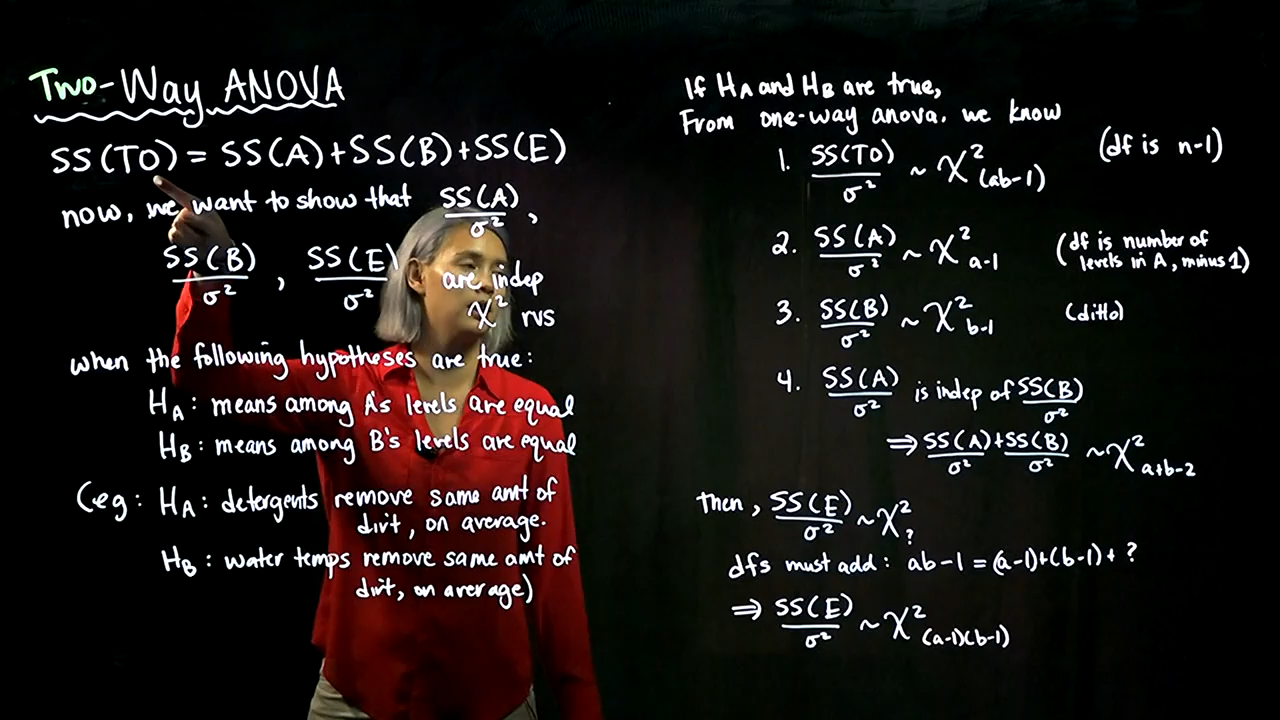 Two-Way ANOVA
SS(TO) = SS(A)+SS(B)+SS(E)
now, we want to show that SS(A)/σ²,
SS(B)/σ², SS(E)/σ² are indep
χ² rvs
when the following hypotheses are true:
H_A: means among A's levels are equal
H_B: means among B's levels are equal
(eg: H_A: detergents remove same amt of
dirt, on average.
H_B: water temps remove same amt of
dirt, on average)
If H_A and H_B are true,
From one-way anova. we know
1. SS(TO)/σ² ~ χ²_(ab-1) (df is n-1)
2. SS(A)/σ² ~ χ²_a-1 (df is number of
levels in A, minus 1)
3. SS(B)/σ² ~ χ²_b-1 (ditto)
4. SS(A)/σ² is indep of SS(B)/σ²
⇒ SS(A)/σ² + SS(B)/σ² ~ χ²_a+b-2
Then, SS(E)/σ² ~ χ²_?
dfs must add: ab-1 = (a-1)+(b-1)+ ?
⇒ SS(E)/σ² ~ χ²_(a-1)(b-1)